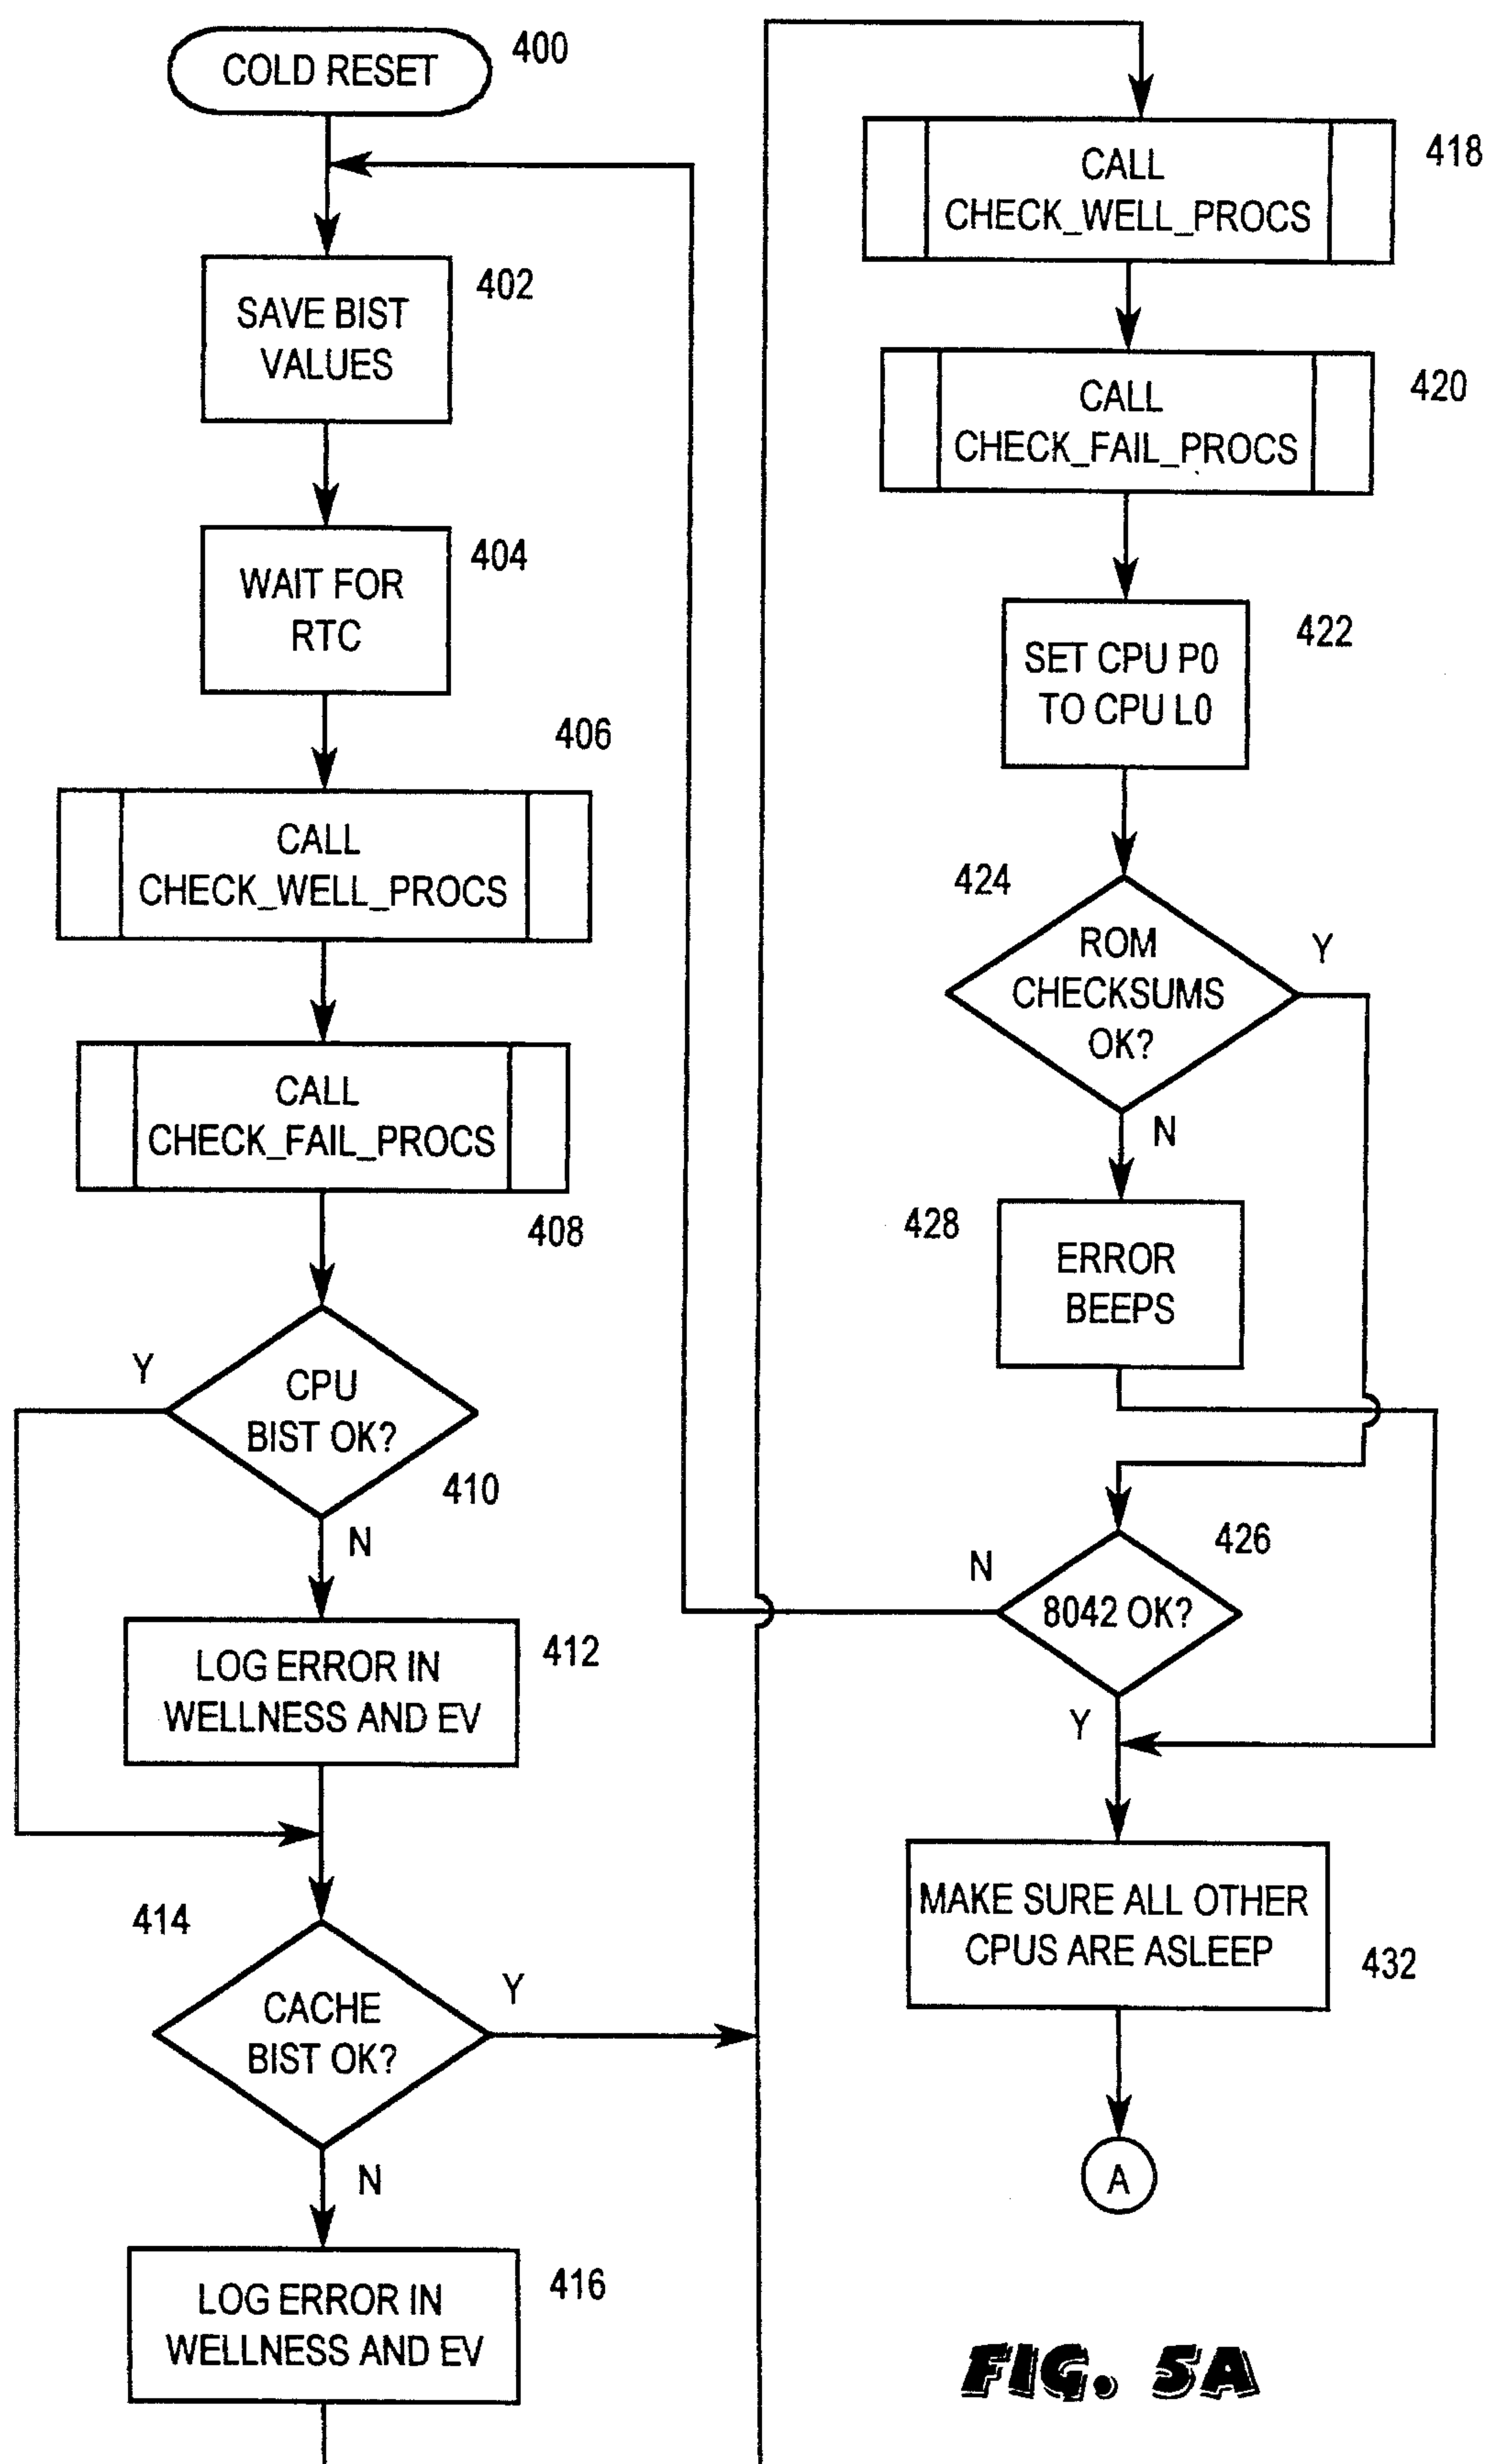 COLD RESET
400
SAVE BIST
VALUES
402
WAIT FOR
RTC
404
406
CALL
CHECK_WELL_PROCS
CALL
CHECK_FAIL_PROCS
408
Y
CPU
BIST OK?
410
N
LOG ERROR IN
WELLNESS AND EV
412
414
CACHE
BIST OK?
Y
N
LOG ERROR IN
WELLNESS AND EV
416
CALL
CHECK_WELL_PROCS
418
CALL
CHECK_FAIL_PROCS
420
SET CPU P0
TO CPU L0
422
424
ROM
CHECKSUMS
OK?
Y
N
428
ERROR
BEEPS
426
N
8042 OK?
Y
MAKE SURE ALL OTHER
CPUS ARE ASLEEP
432
A
FIG. 5A